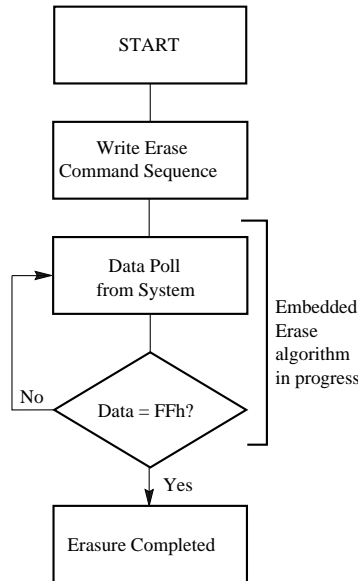 START
Write Erase
Command Sequence
Data Poll
from System
Embedded
Erase
algorithm
in progress
Data = FFh?
No
Yes
Erasure Completed